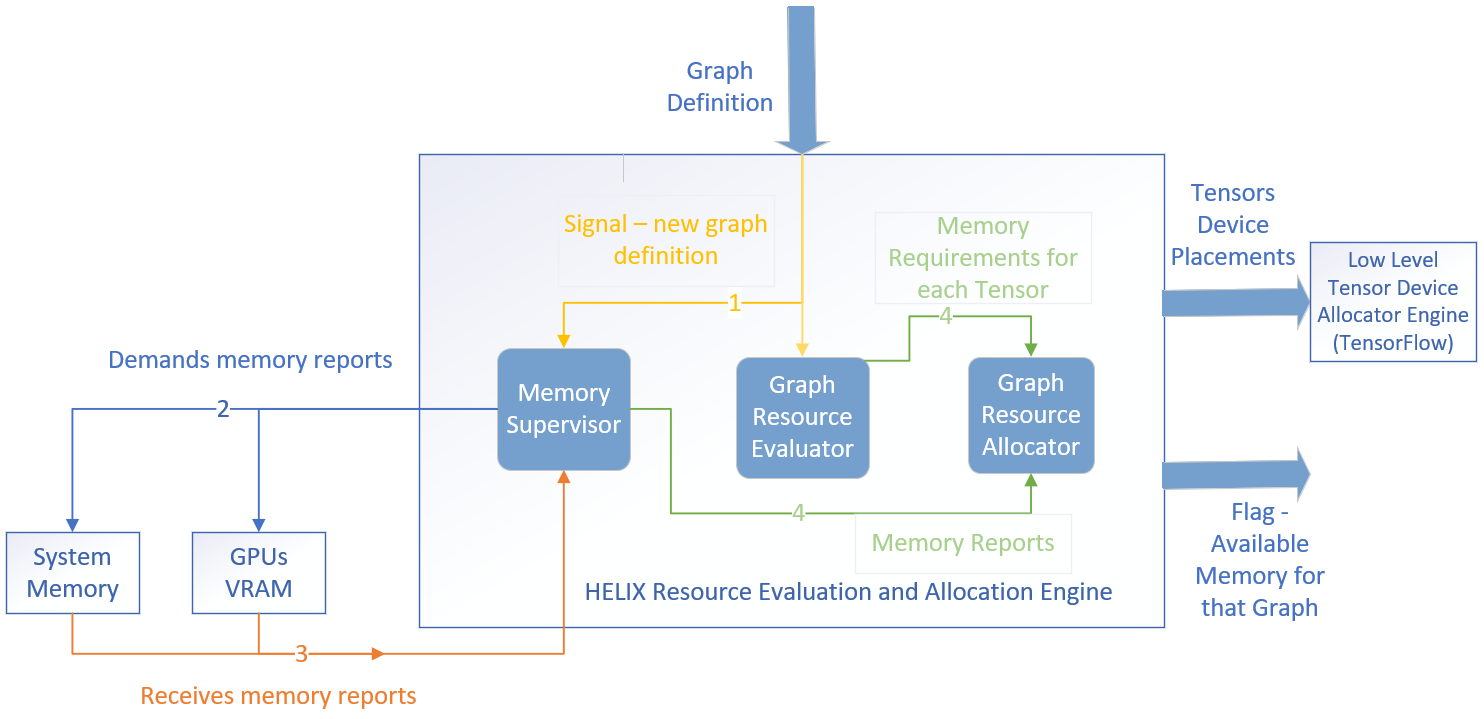 Graph
Definition
Signal – new graph
definition
1
Memory
Requirements for
each Tensor
4
Tensors
Device
Placements
Low Level
Tensor Device
Allocator Engine
(TensorFlow)
Demands memory reports
2
Memory
Supervisor
Graph
Resource
Evaluator
Graph
Resource
Allocator
4
Memory Reports
Flag -
Available
Memory for
that Graph
System
Memory
GPUs
VRAM
HELIX Resource Evaluation and Allocation Engine
3
Receives memory reports